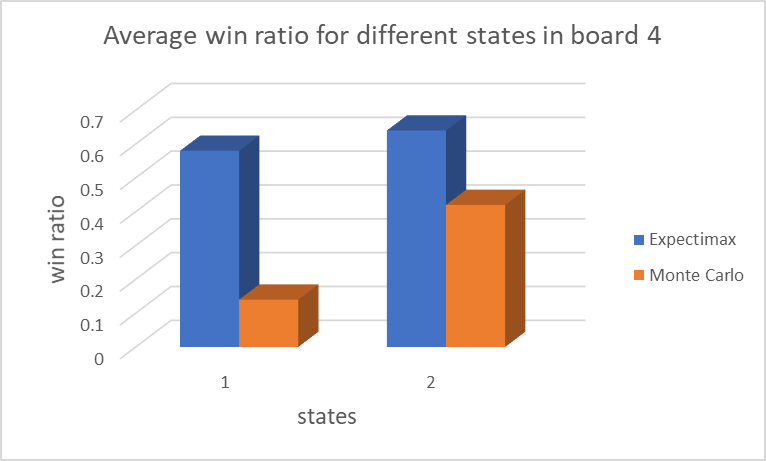 Average win ratio for different states in board 4
0.7
0.6
0.5
0.4
0.3
0.2
0.1
0
win ratio
1
2
states
Expectimax
Monte Carlo